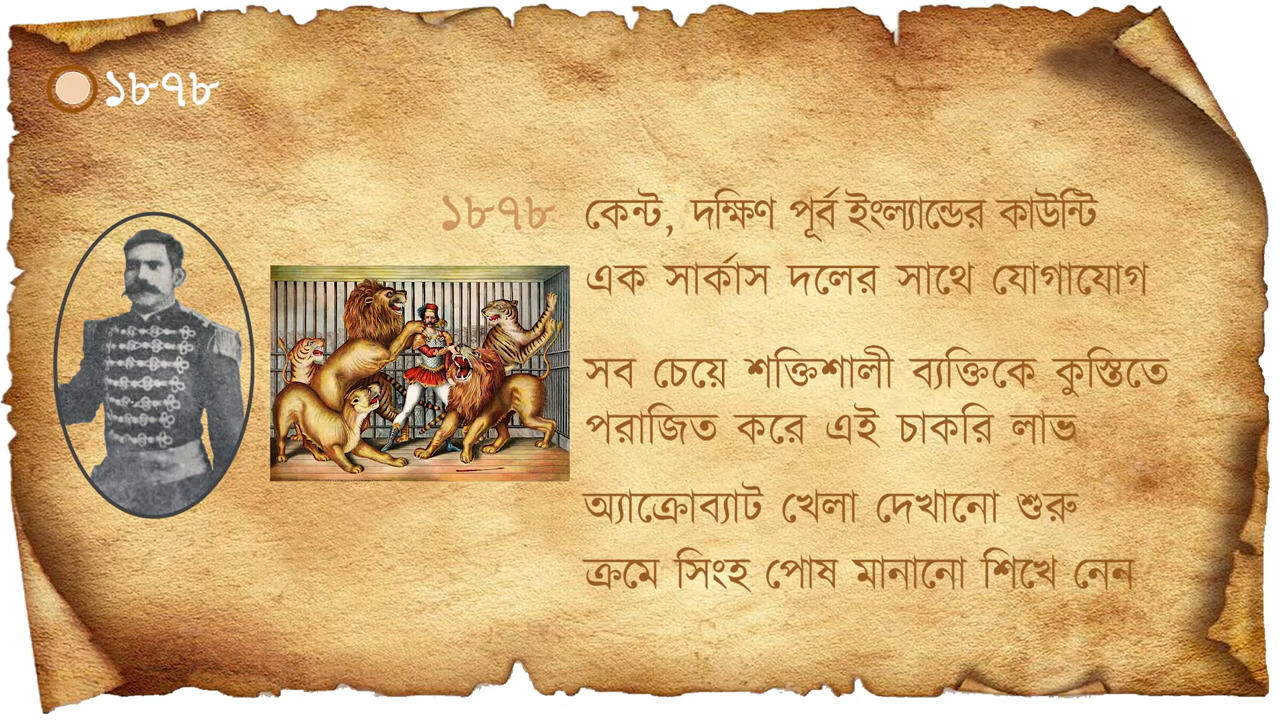 ১৮৭৮
১৮৭৮ কেন্ট, দক্ষিণ পূর্ব ইংল্যান্ডের কাউন্টি
এক সার্কাস দলের সাথে যোগাযোগ
সব চেয়ে শক্তিশালী ব্যক্তিকে কুস্তিতে
পরাজিত করে এই চাকরি লাভ
অ্যাক্রোব্যাট খেলা দেখানো শুরু
ক্রমে সিংহ পোষ মানানো শিখে নেন